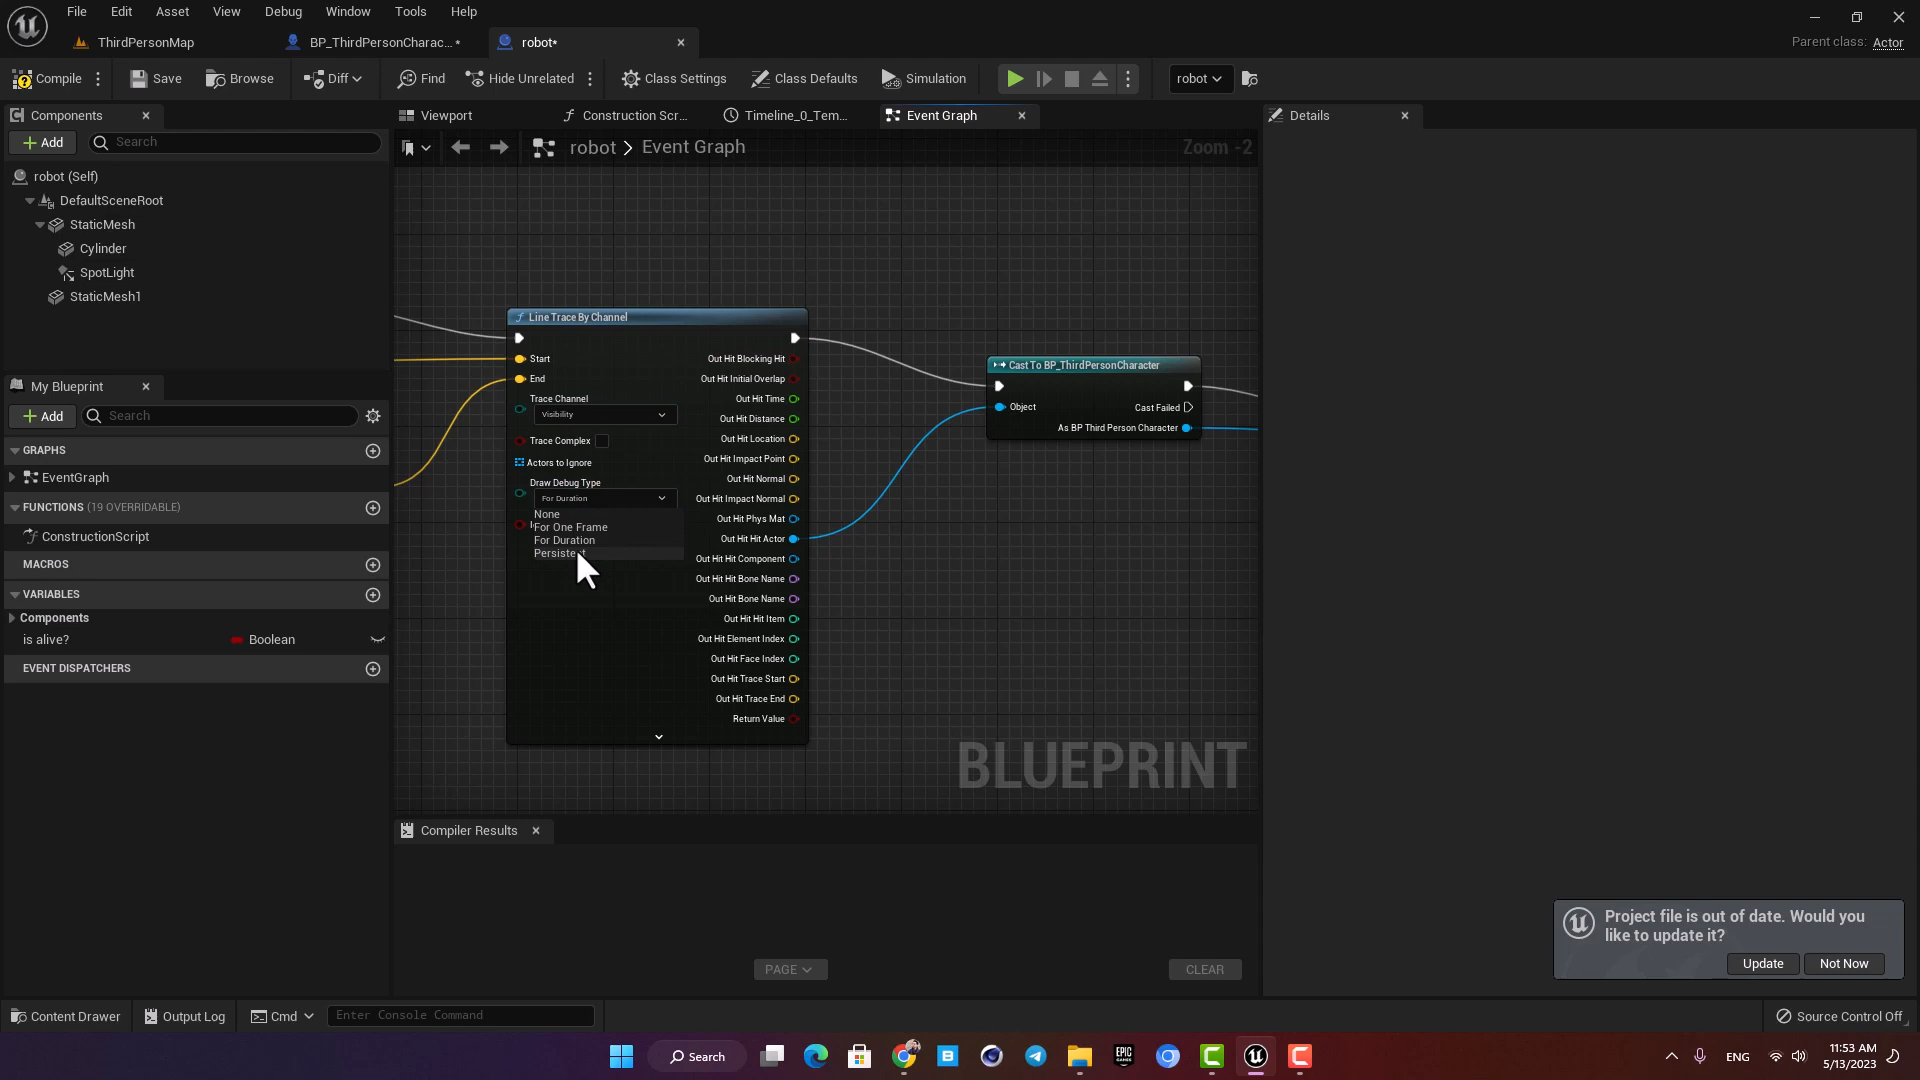 File Edit Asset View Debug Window Tools Help
ThirdPersonMap BP_ThirdPersonCharac...* robot*
Parent class: Actor
Compile Save Browse Diff Find Hide Unrelated Class Settings Class Defaults Simulation robot
Components
Viewport Construction Scr... Timeline_0_Tem... Event Graph
Details
Add Search
robot > Event Graph
Zoom -2
robot (Self)
DefaultSceneRoot
StaticMesh
Cylinder
SpotLight
StaticMesh1
My Blueprint
Add Search
GRAPHS
EventGraph
FUNCTIONS (19 OVERRIDABLE)
ConstructionScript
MACROS
VARIABLES
Components
is alive? Boolean
EVENT DISPATCHERS
Line Trace By Channel
Start
End
Trace Channel
Visibility
Trace Complex
Actors to Ignore
Draw Debug Type
For Duration
None
For One Frame
For Duration
Persistent
Out Hit Blocking Hit
Out Hit Initial Overlap
Out Hit Time
Out Hit Distance
Out Hit Location
Out Hit Impact Point
Out Hit Normal
Out Hit Impact Normal
Out Hit Phys Mat
Out Hit Hit Actor
Out Hit Hit Component
Out Hit Hit Bone Name
Out Hit Bone Name
Out Hit Hit Item
Out Hit Element Index
Out Hit Face Index
Out Hit Trace Start
Out Hit Trace End
Return Value
Cast To BP_ThirdPersonCharacter
Object
Cast Failed
As BP Third Person Character
BLUEPRINT
Compiler Results
PAGE
CLEAR
Project file is out of date. Would you
like to update it?
Update Not Now
Content Drawer Output Log Cmd Enter Console Command
Source Control Off
Search
EPIC
GAMES
ENG
11:53 AM
5/13/2023